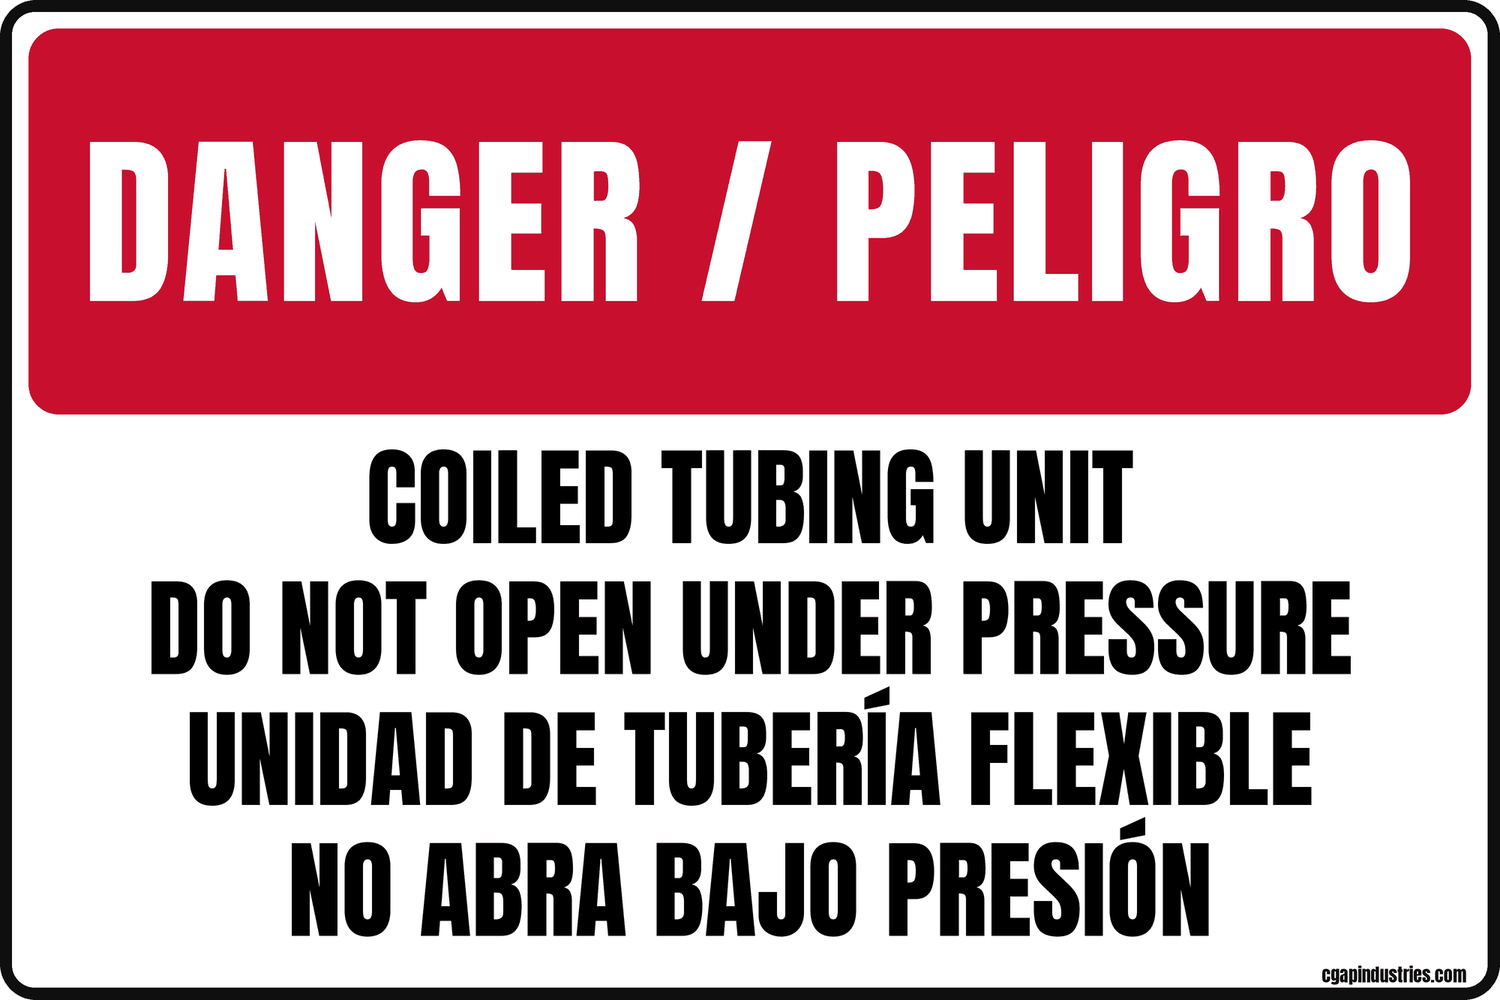 DANGER / PELIGRO
COILED TUBING UNIT
DO NOT OPEN UNDER PRESSURE
UNIDAD DE TUBERÍA FLEXIBLE
NO ABRA BAJO PRESIÓN
cgapindustries.com